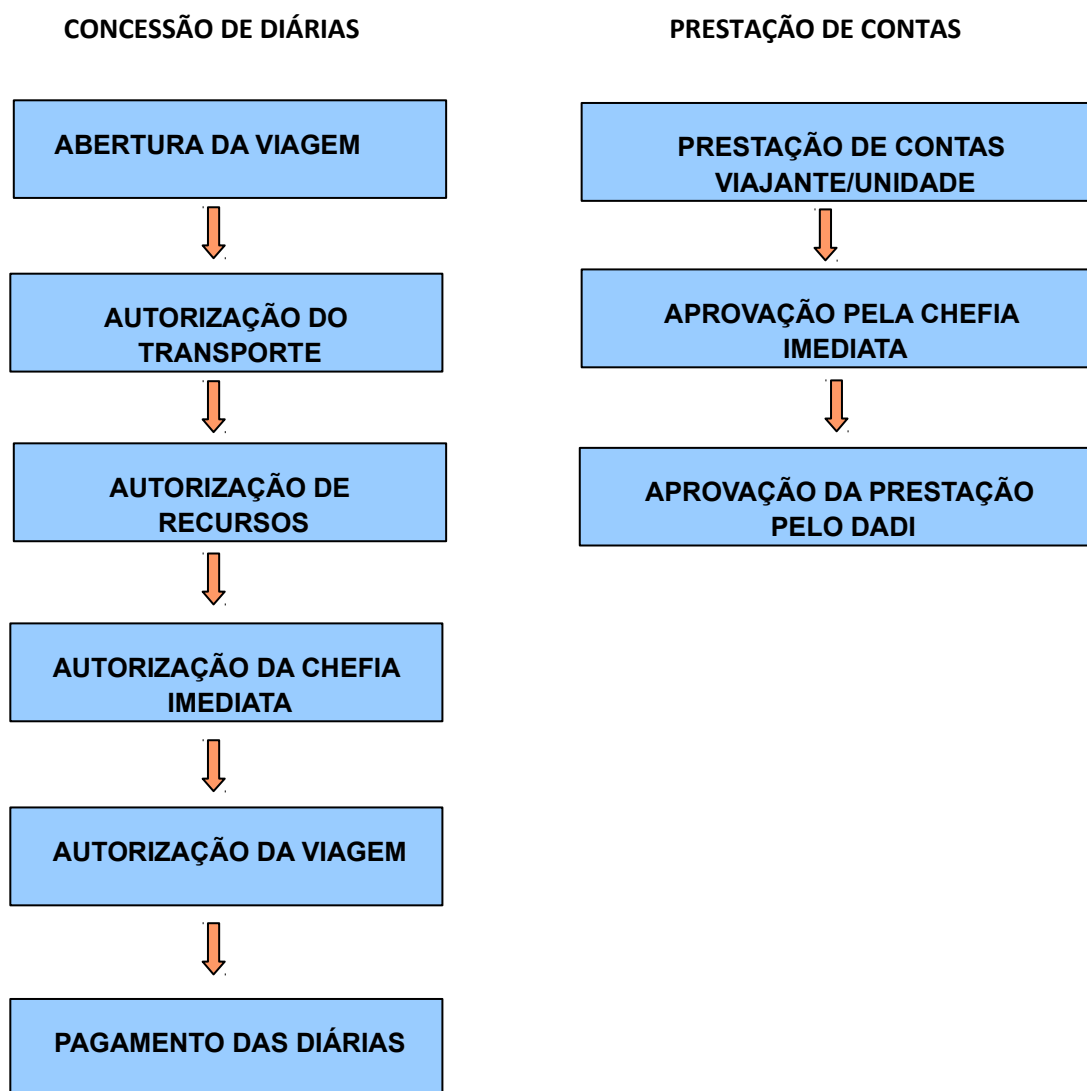 CONCESSÃO DE DIÁRIAS
ABERTURA DA VIAGEM
AUTORIZAÇÃO DO
TRANSPORTE
AUTORIZAÇÃO DE
RECURSOS
AUTORIZAÇÃO DA CHEFIA
IMEDIATA
AUTORIZAÇÃO DA VIAGEM
PAGAMENTO DAS DIÁRIAS
PRESTAÇÃO DE CONTAS
PRESTAÇÃO DE CONTAS
VIAJANTE/UNIDADE
APROVAÇÃO PELA CHEFIA
IMEDIATA
APROVAÇÃO DA PRESTAÇÃO
PELO DADI